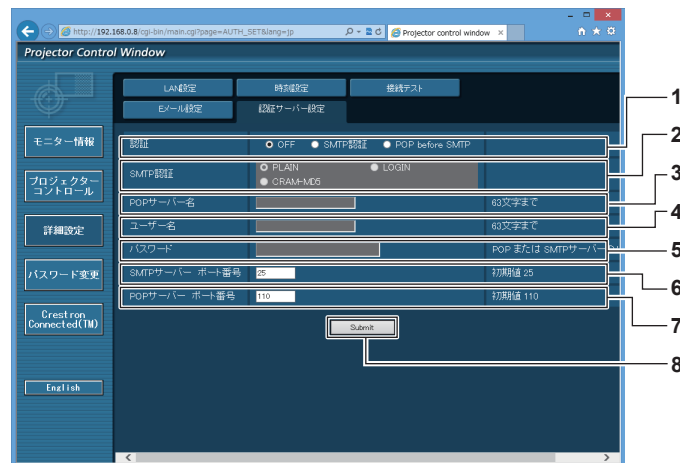 http://192.168.0.8/cgi-bin/main.cgi?page=AUTH_SET&lang=jp
Projector control window
Projector Control Window
LAN設定 時刻設定 接続テスト
Eメール設定 認証サーバー設定
モニター情報
プロジェクター
コントロール
詳細設定
パスワード変更
Crestron
Connected(TM)
English
認証 OFF SMTP認証 POP before SMTP
SMTP認証 PLAIN LOGIN
CRAM-MD5
POPサーバー名 63文字まで
ユーザー名 63文字まで
パスワード POP または SMTPサーバー
SMTPサーバー ポート番号 25 初期値 25
POPサーバー ポート番号 110 初期値 110
Submit
1
2
3
4
5
6
7
8